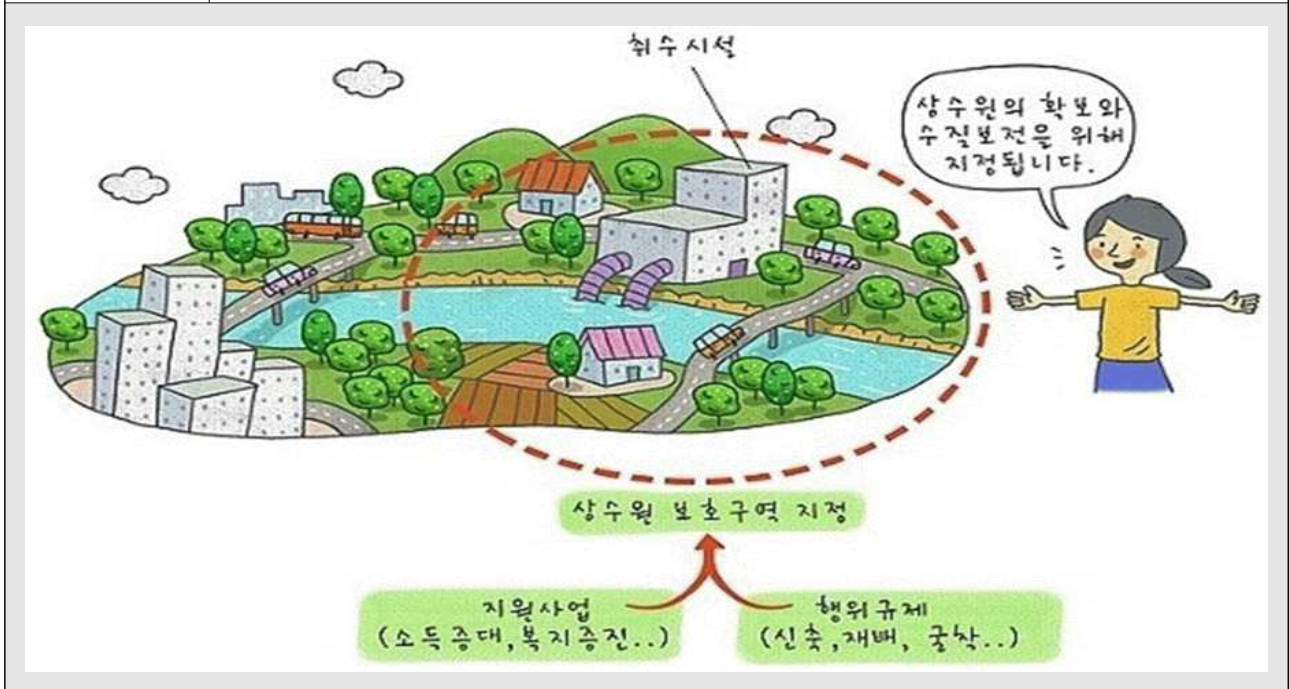 취수시설
상수원의 확보와
수질보전을 위해
지정됩니다.
상수원 보호구역 지정
지원사업
(소득증대,복지증진..)
행위규제
(신축,재배, 굴착..)